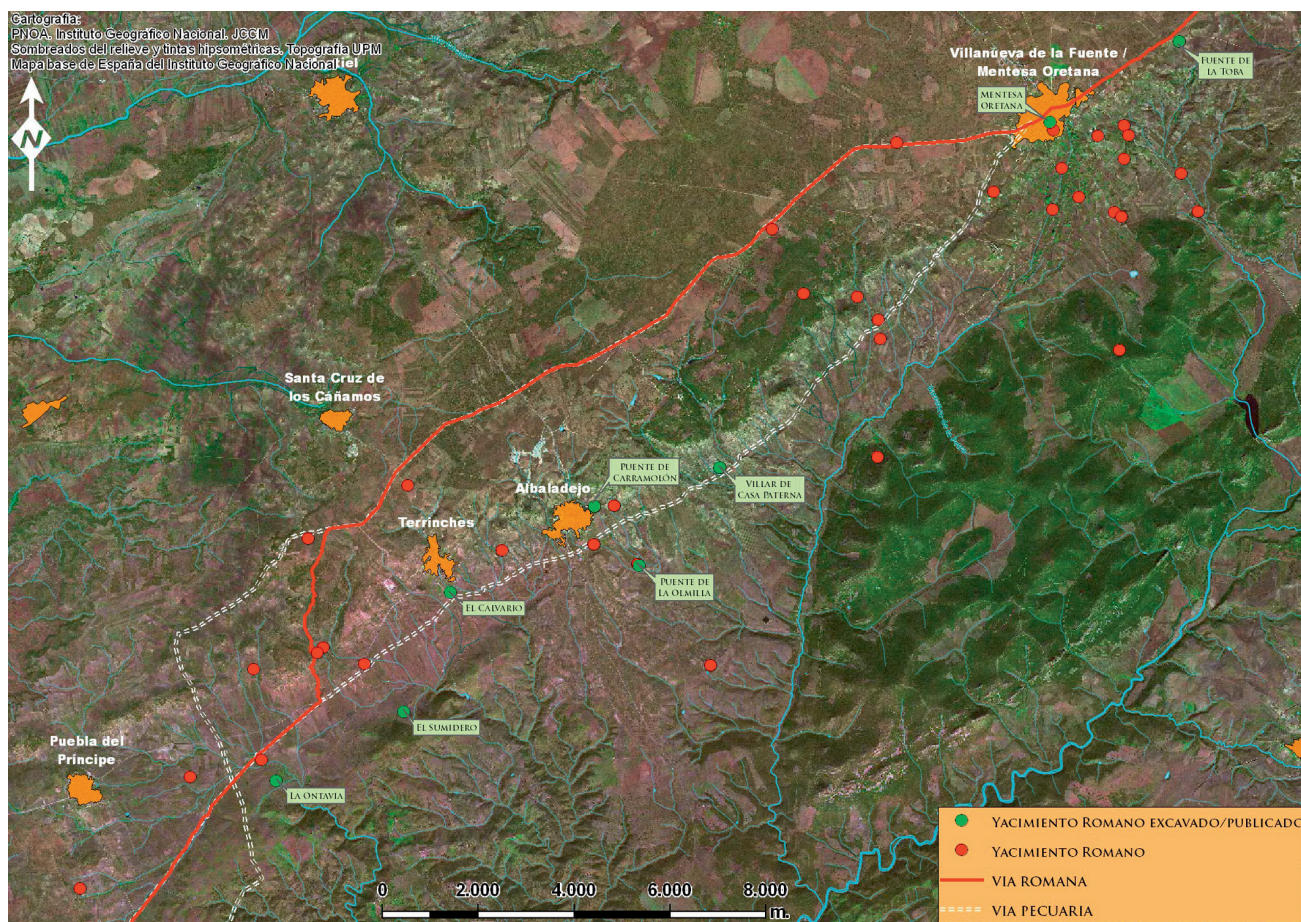 Cartografía:
PNOA. Instituto Geográfico Nacional. JCCM
Sombreados del relieve y tintas hipsométricas. Topografía UPM
Mapa base de España del Instituto Geográfico Nacional
N
Villanueva de la Fuente /
Mentesa Oretana
FUENTE DE
LA TOBA
MENTESA
ORETANA
Santa Cruz de
los Cáñamos
PUENTE DE
CARRAMOLÓN
Albaladejo
VILLAR DE
CASA PATERNA
Terrinches
PUENTE DE
LA OLMILLA
EL CALVARIO
EL SUMIDERO
Puebla del
Príncipe
LA ONTAVIA
YACIMIENTO ROMANO EXCAVADO/PUBLICADO
YACIMIENTO ROMANO
VIA ROMANA
VIA PECUARIA
0 2.000 4.000 6.000 8.000
m.